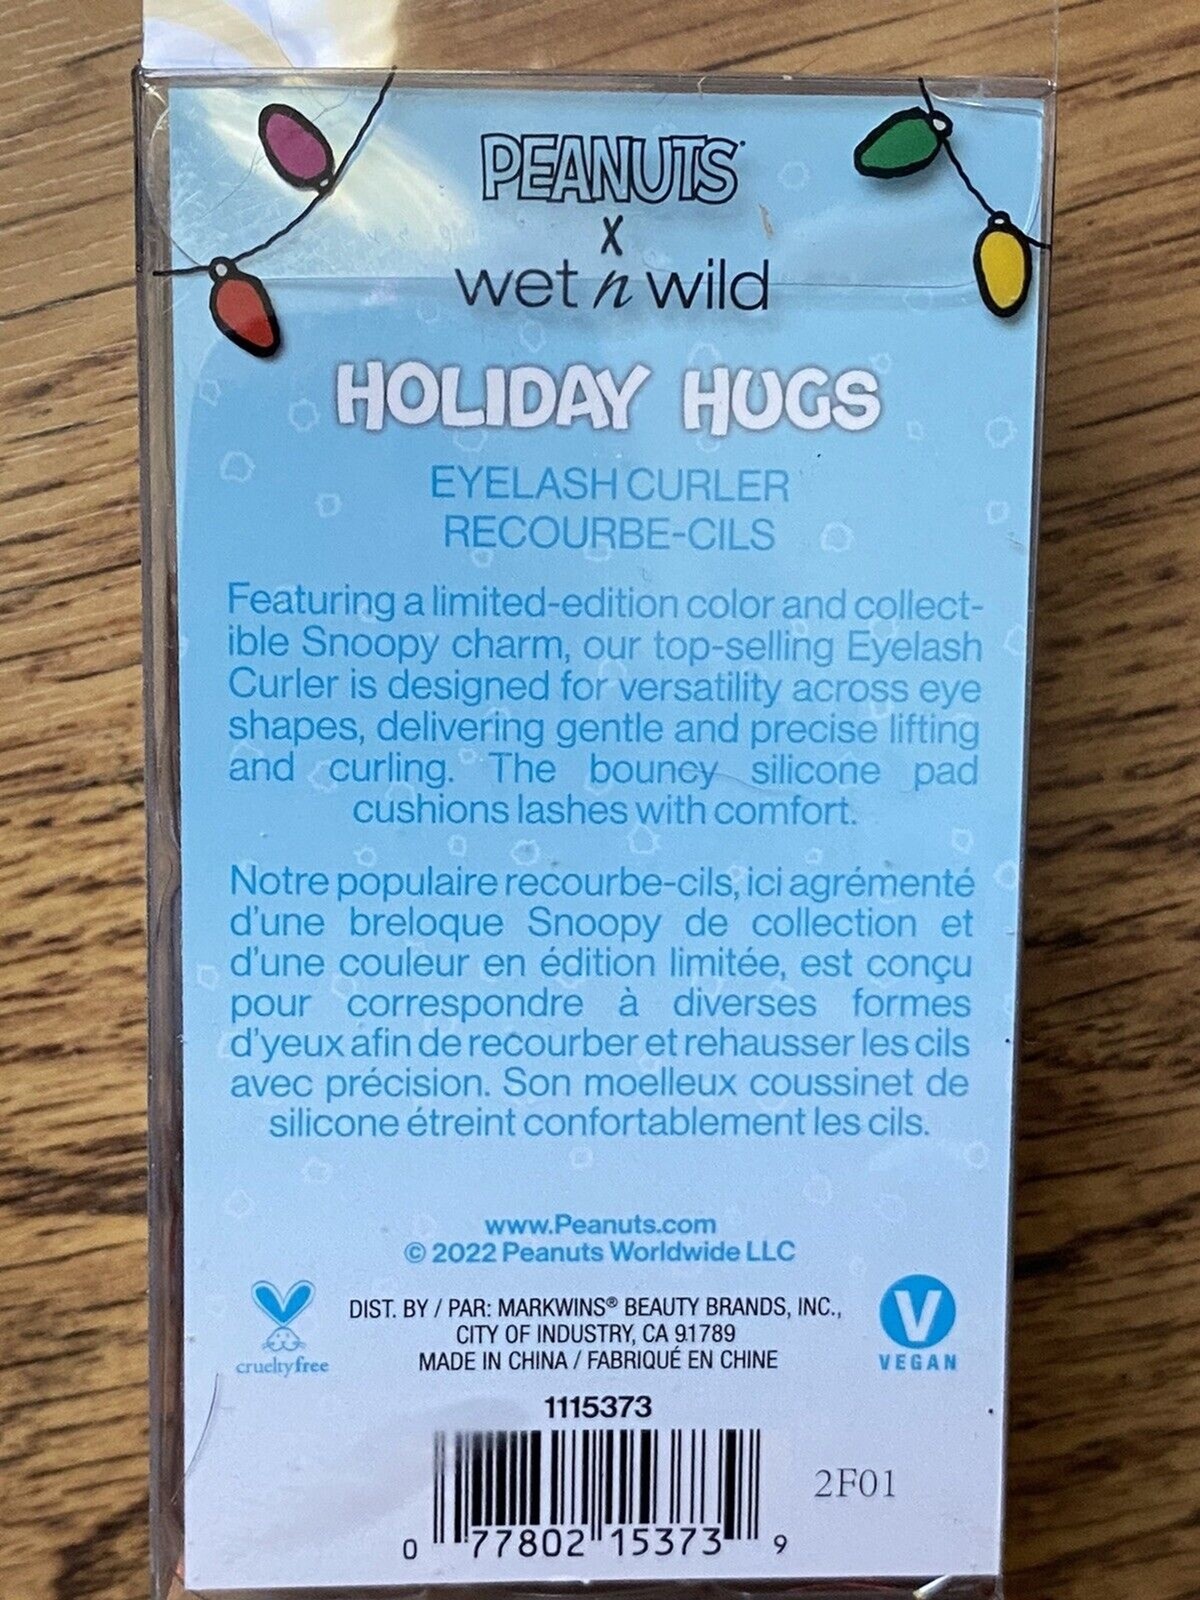 PEANUTS
X
wet n wild
HOLIDAY HUGS
EYELASH CURLER
RECOURBE-CILS
Featuring a limited-edition color and collect-
ible Snoopy charm, our top-selling Eyelash
Curler is designed for versatility across eye
shapes, delivering gentle and precise lifting
and curling. The bouncy silicone pad
cushions lashes with comfort.
Notre populaire recourbe-cils, ici agrémenté
d'une breloque Snoopy de collection et
d'une couleur en édition limitée, est conçu
pour correspondre à diverses formes
d'yeux afin de recourber et rehausser les cils
avec précision. Son moelleux coussinet de
silicone étreint confortablement les cils.
www.Peanuts.com
© 2022 Peanuts Worldwide LLC
DIST. BY / PAR: MARKWINS® BEAUTY BRANDS, INC.,
CITY OF INDUSTRY, CA 91789
MADE IN CHINA / FABRIQUÉ EN CHINE
crueltyfree
V
VEGAN
1115373
2F01
0 77802 15373 9